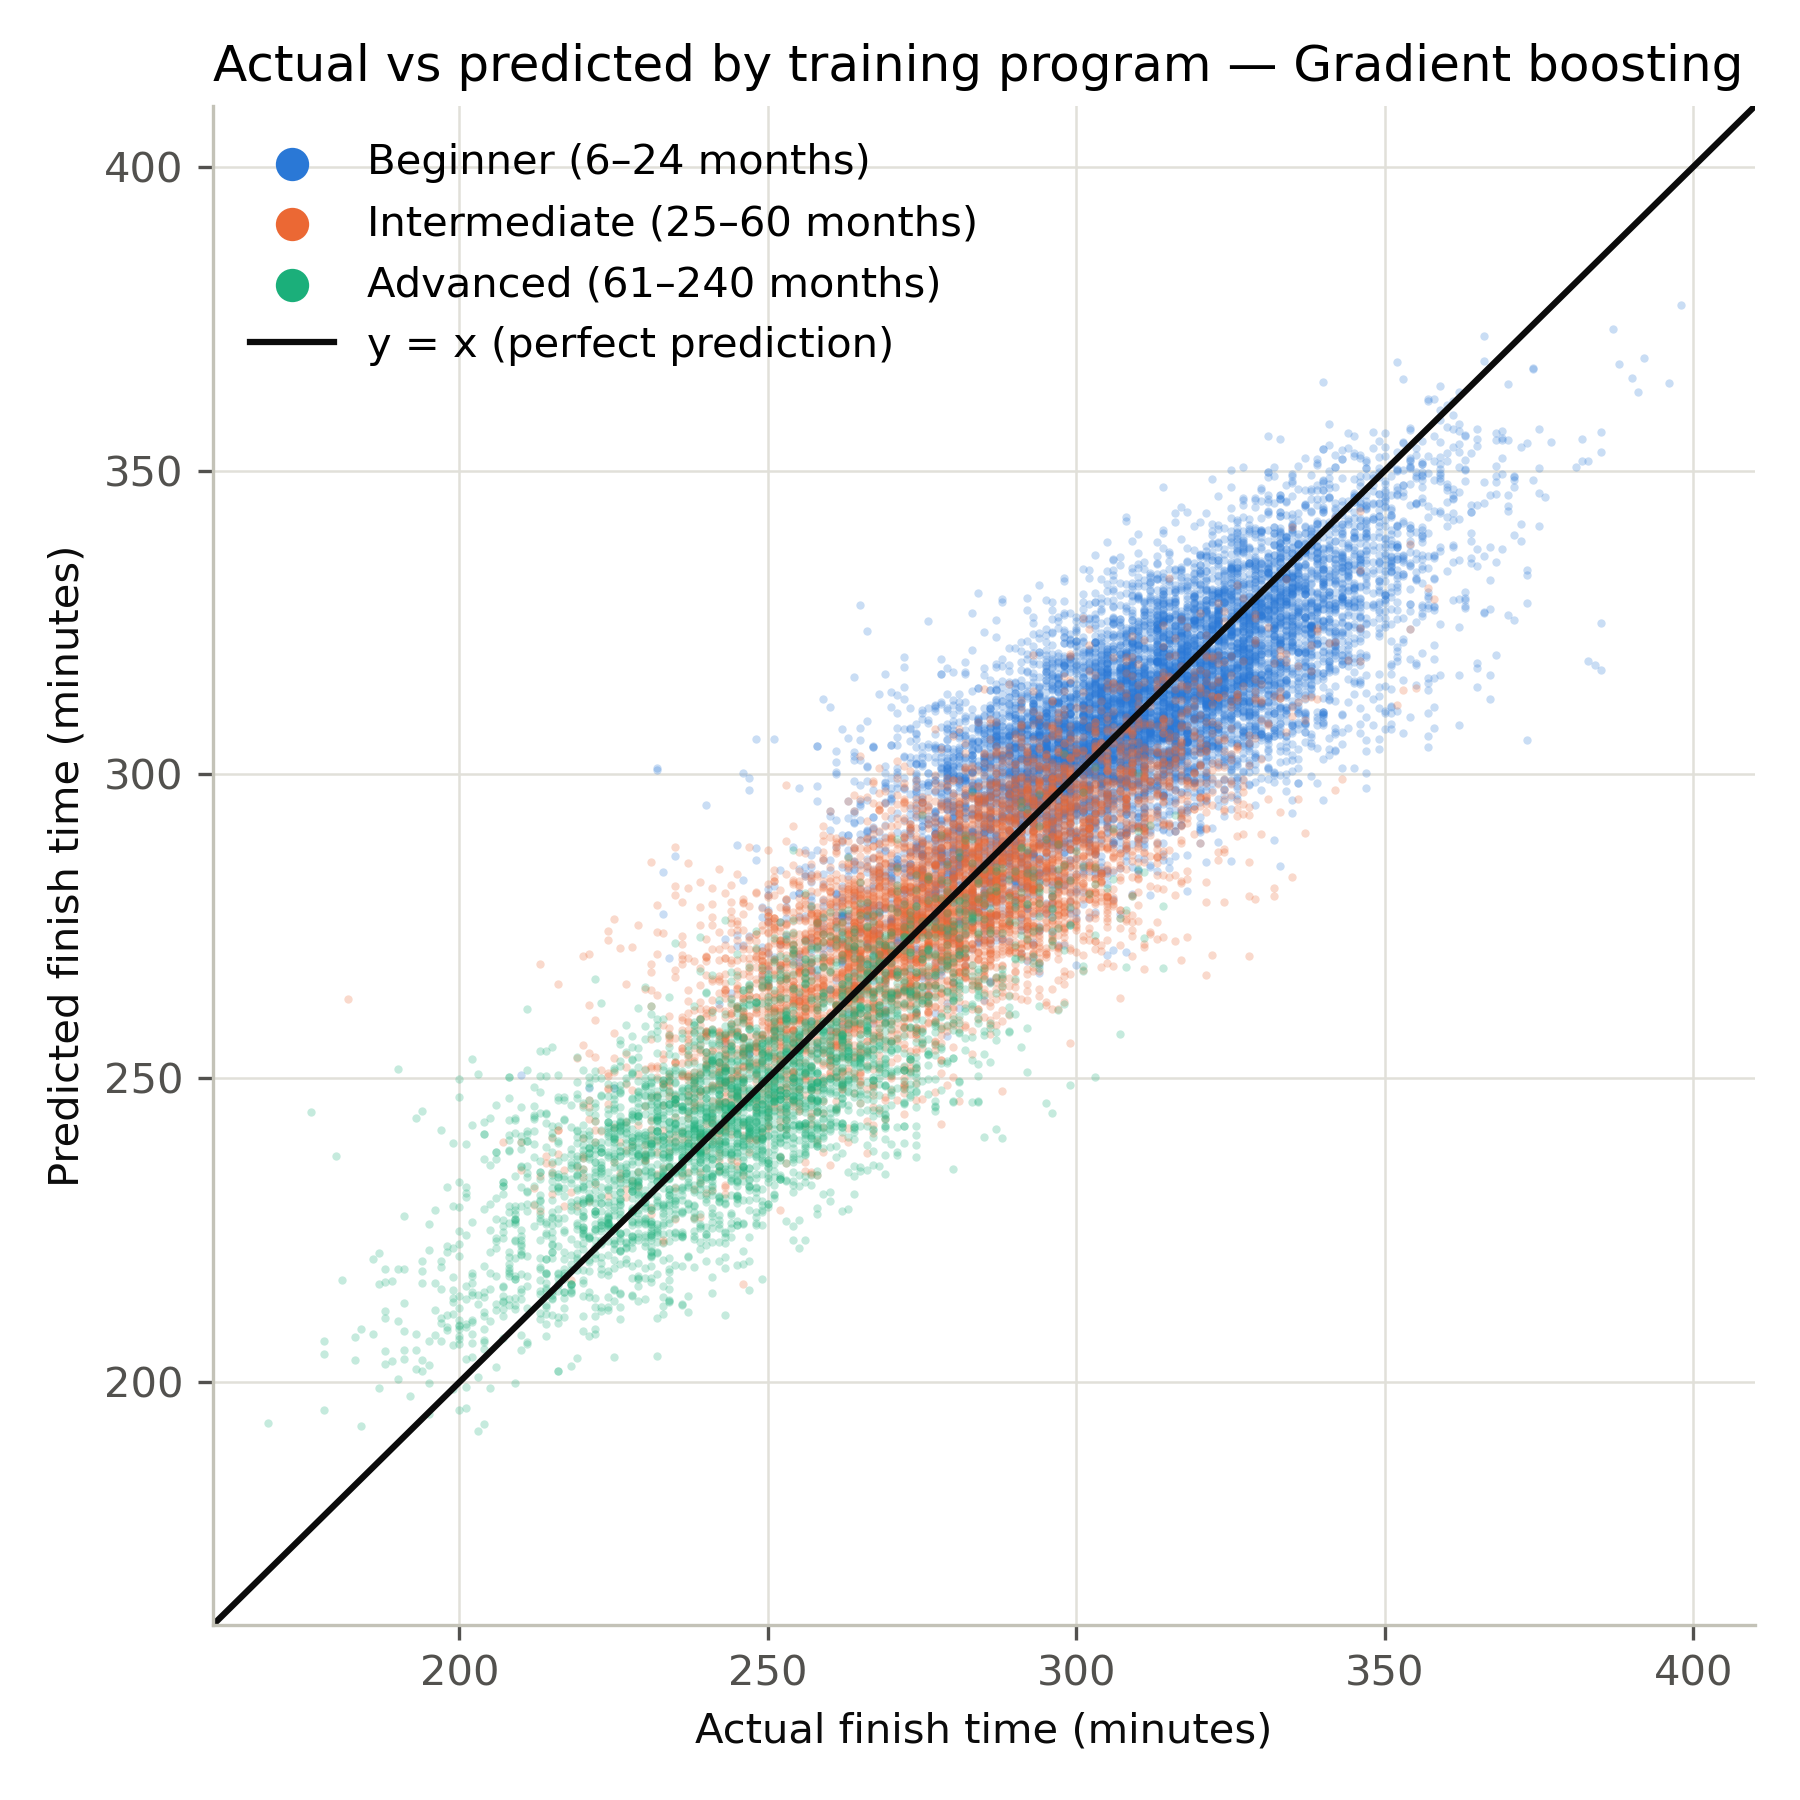 Actual vs predicted by training program — Gradient boosting
Beginner (6–24 months)
Intermediate (25–60 months)
Advanced (61–240 months)
y = x (perfect prediction)
Predicted finish time (minutes)
400
350
300
250
200
200 250 300 350 400
Actual finish time (minutes)